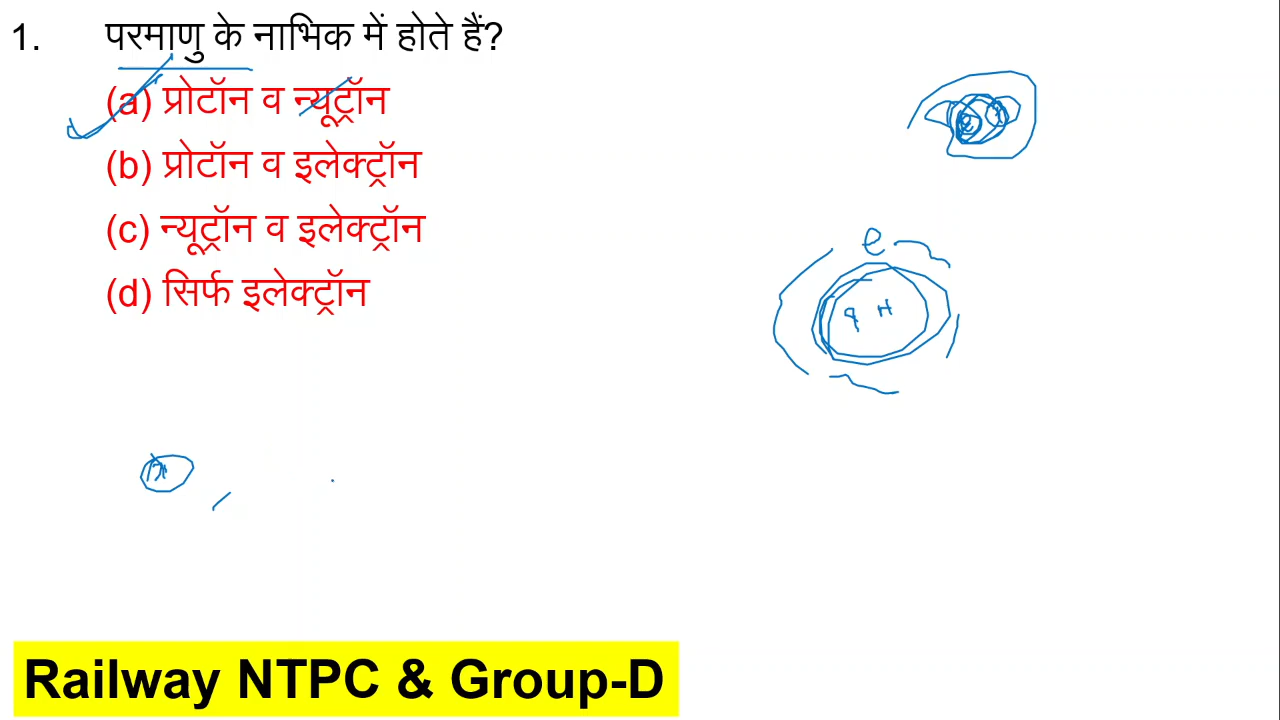 1. परमाणु के नाभिक में होते हैं?
(a) प्रोटॉन व न्यूट्रॉन
(b) प्रोटॉन व इलेक्ट्रॉन
(c) न्यूट्रॉन व इलेक्ट्रॉन
(d) सिर्फ इलेक्ट्रॉन
e
Railway NTPC & Group-D